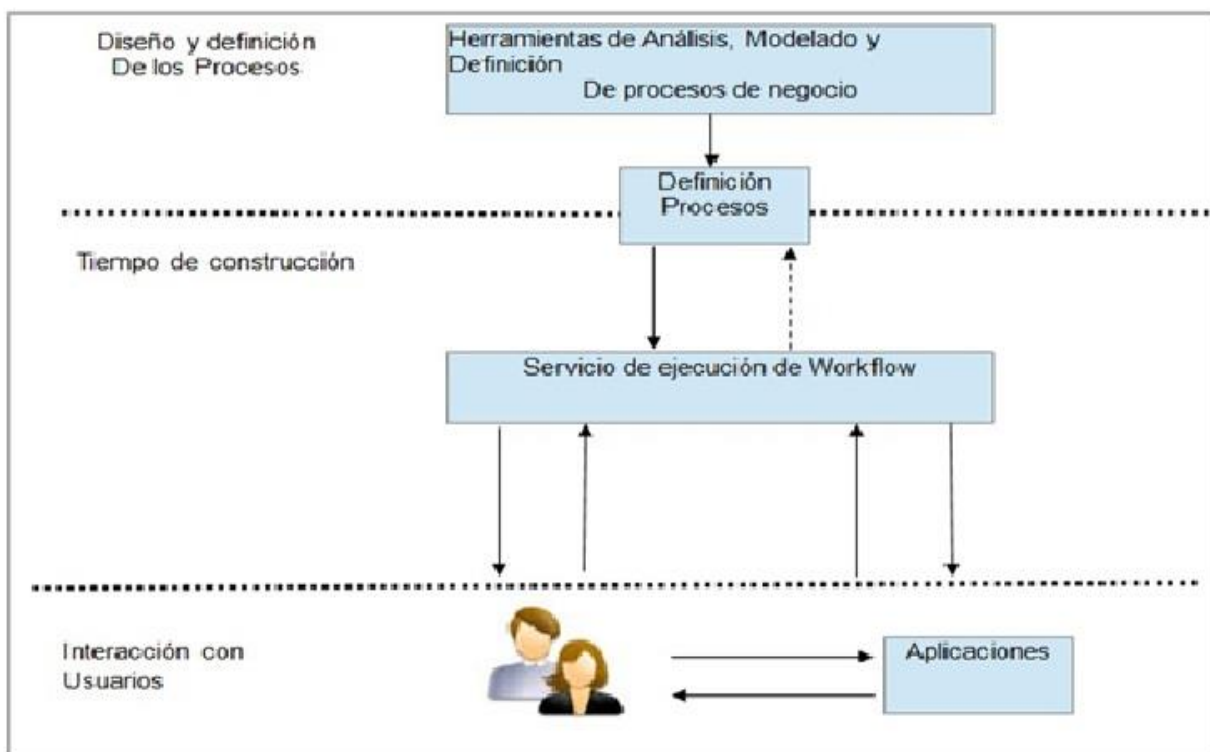 Diseño y definición
De los Procesos
Herramientas de Análisis, Modelado y
Definición
De procesos de negocio
Definición
Procesos
Tiempo de construcción
Servicio de ejecución de Workflow
Interacción con
Usuarios
Aplicaciones